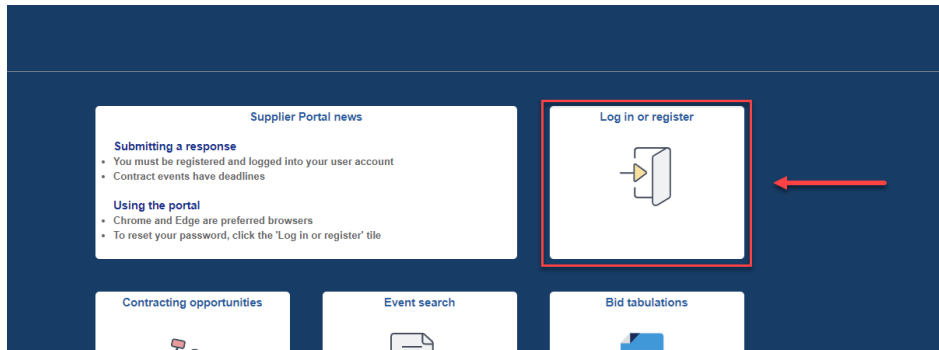 Supplier Portal news
Submitting a response
• You must be registered and logged into your user account
• Contract events have deadlines
Using the portal
• Chrome and Edge are preferred browsers
• To reset your password, click the 'Log in or register' tile
Log in or register
Contracting opportunities
Event search
Bid tabulations